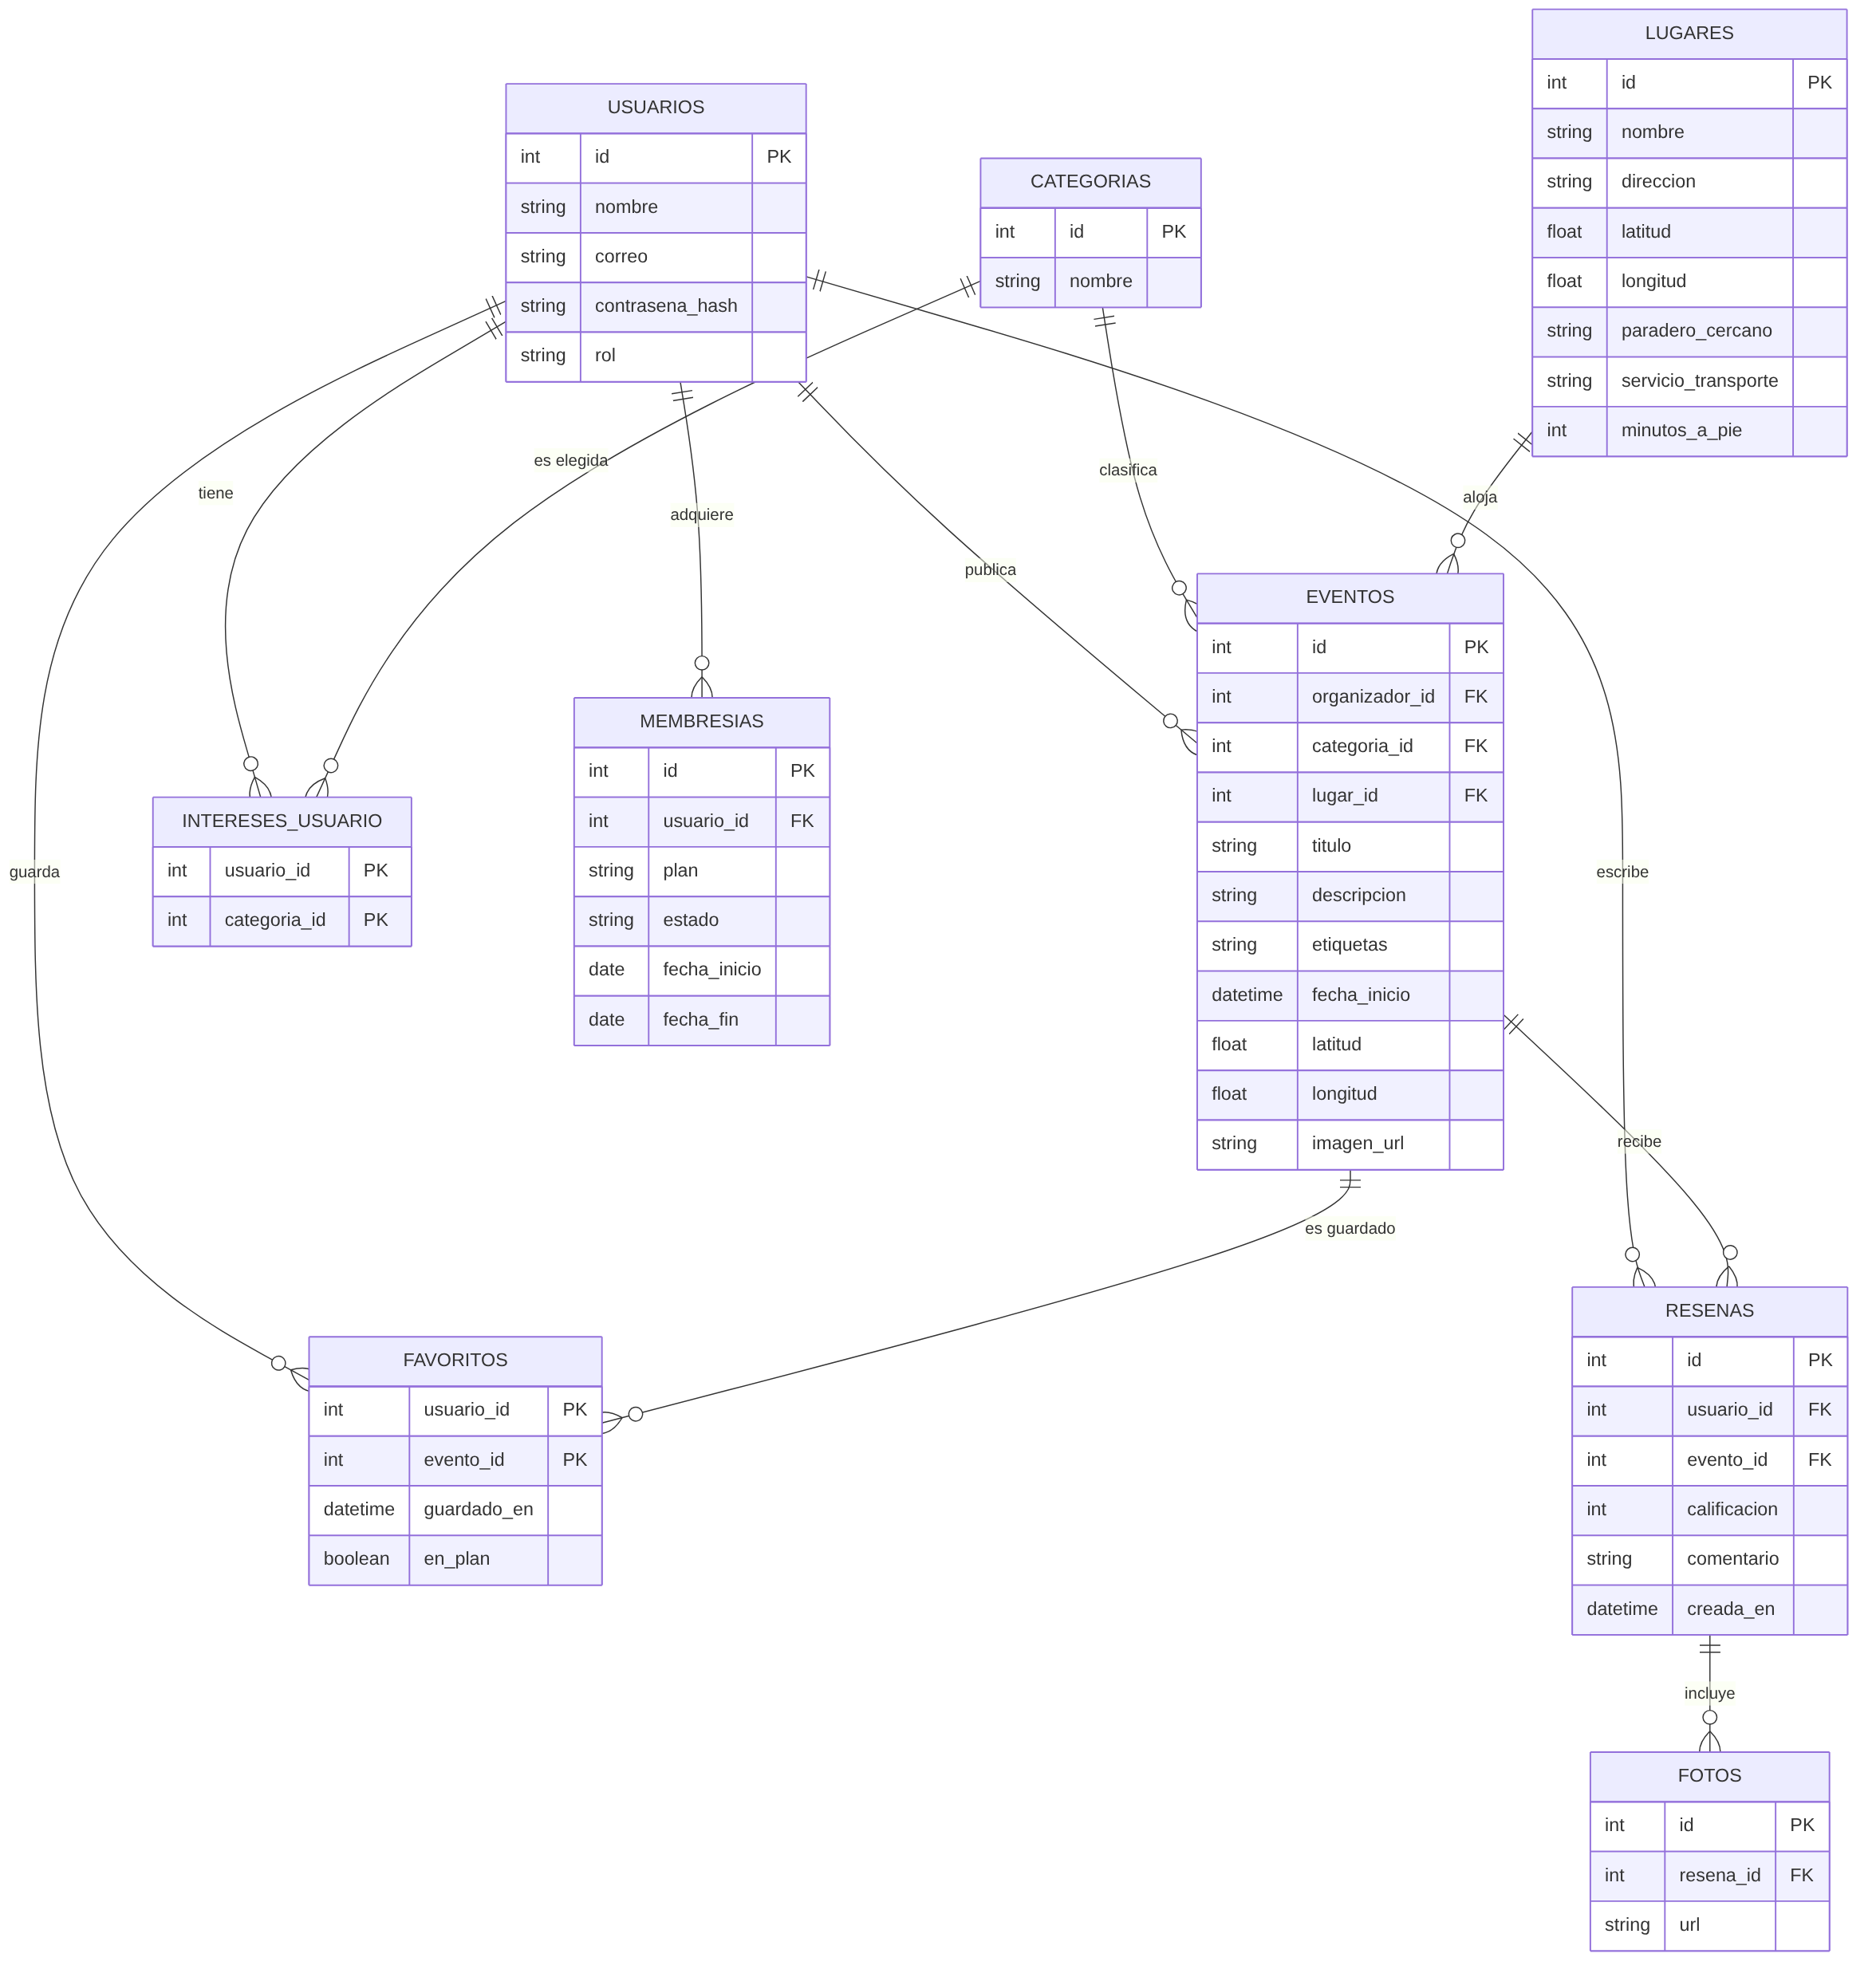 LUGARES
int id PK
string nombre
string direccion
float latitud
float longitud
string paradero_cercano
string servicio_transporte
int minutos_a_pie
USUARIOS
int id PK
string nombre
string correo
string contrasena_hash
string rol
CATEGORIAS
int id PK
string nombre
es elegida
clasifica
tiene
aloja
adquiere
publica
EVENTOS
int id PK
int organizador_id FK
int categoria_id FK
int lugar_id FK
string titulo
string descripcion
string etiquetas
datetime fecha_inicio
float latitud
float longitud
string imagen_url
MEMBRESIAS
int id PK
int usuario_id FK
string plan
string estado
date fecha_inicio
date fecha_fin
INTERESES_USUARIO
int usuario_id PK
int categoria_id PK
guarda
escribe
recibe
es guardado
RESENAS
int id PK
int usuario_id FK
int evento_id FK
int calificacion
string comentario
datetime creada_en
FAVORITOS
int usuario_id PK
int evento_id PK
datetime guardado_en
boolean en_plan
incluye
FOTOS
int id PK
int resena_id FK
string url